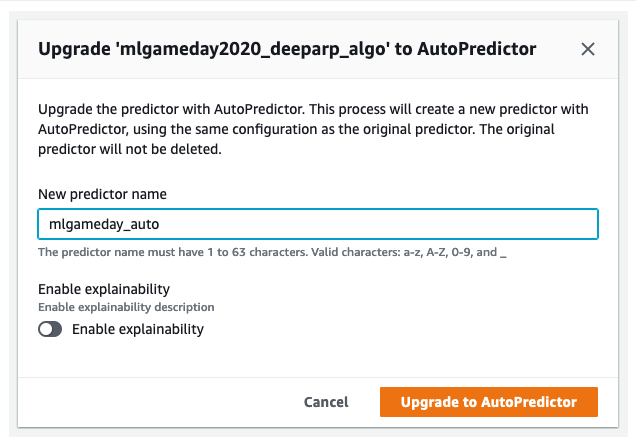 Upgrade 'mlgameday2020_deeparp_algo' to AutoPredictor
Upgrade the predictor with AutoPredictor. This process will create a new predictor with
AutoPredictor, using the same configuration as the original predictor. The original
predictor will not be deleted.
New predictor name
mlgameday_auto
The predictor name must have 1 to 63 characters. Valid characters: a-z, A-Z, 0-9, and _
Enable explainability
Enable explainability description
Enable explainability
Cancel
Upgrade to AutoPredictor